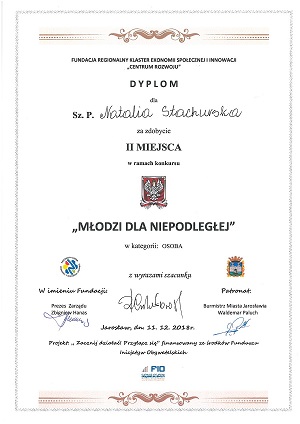 FUNDACJA REGIONALNY KLASTER EKONOMII SPOŁECZNEJ I INNOWACJI
„CENTRUM ROZWOJU”
DYPLOM
dla
Sz. P. Natalia Stachurska
za zdobycie
II MIEJSCA
w ramach konkursu
„MŁODZI DLA NIEPODLEGŁEJ”
w kategorii: OSOBA
z wyrazami szacunku
W imieniu Fundacji:
Prezes Zarządu
Zbigniew Hanas
Patronat:
Burmistrz Miasta Jarosławia
Waldemar Paluch
Jarosław, dn. 11. 12. 2018r.
Projekt: „Zacznij działać! Przyłącz się” finansowany ze środków Funduszu
Inicjatyw Obywatelskich
FIO